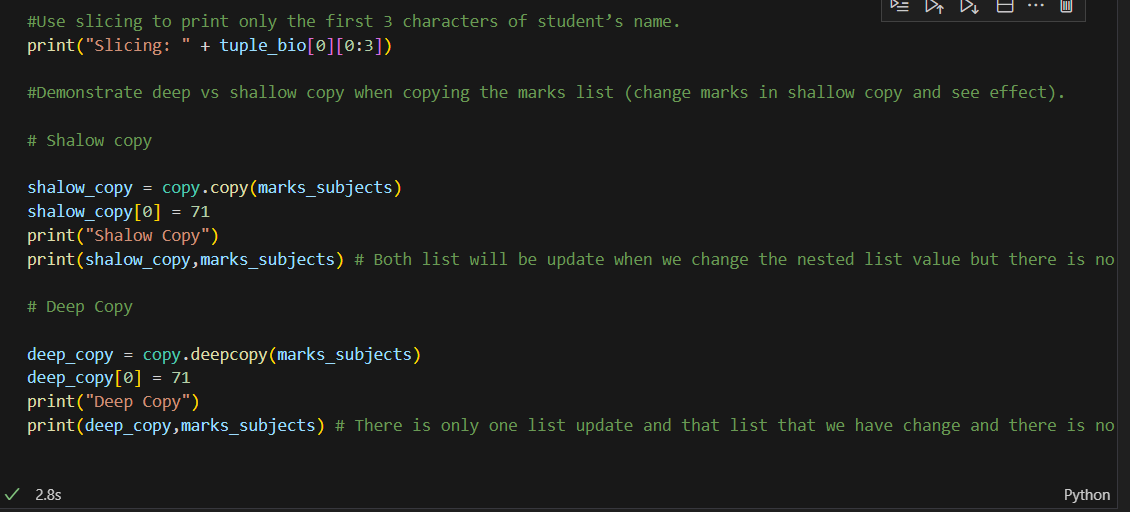 #Use slicing to print only the first 3 characters of student’s name.
print("Slicing: " + tuple_bio[0][0:3])
#Demonstrate deep vs shallow copy when copying the marks list (change marks in shallow copy and see effect).
# Shalow copy
shalow_copy = copy.copy(marks_subjects)
shalow_copy[0] = 71
print("Shalow Copy")
print(shalow_copy,marks_subjects) # Both list will be update when we change the nested list value but there is no
# Deep Copy
deep_copy = copy.deepcopy(marks_subjects)
deep_copy[0] = 71
print("Deep Copy")
print(deep_copy,marks_subjects) # There is only one list update and that list that we have change and there is no
2.8s
Python